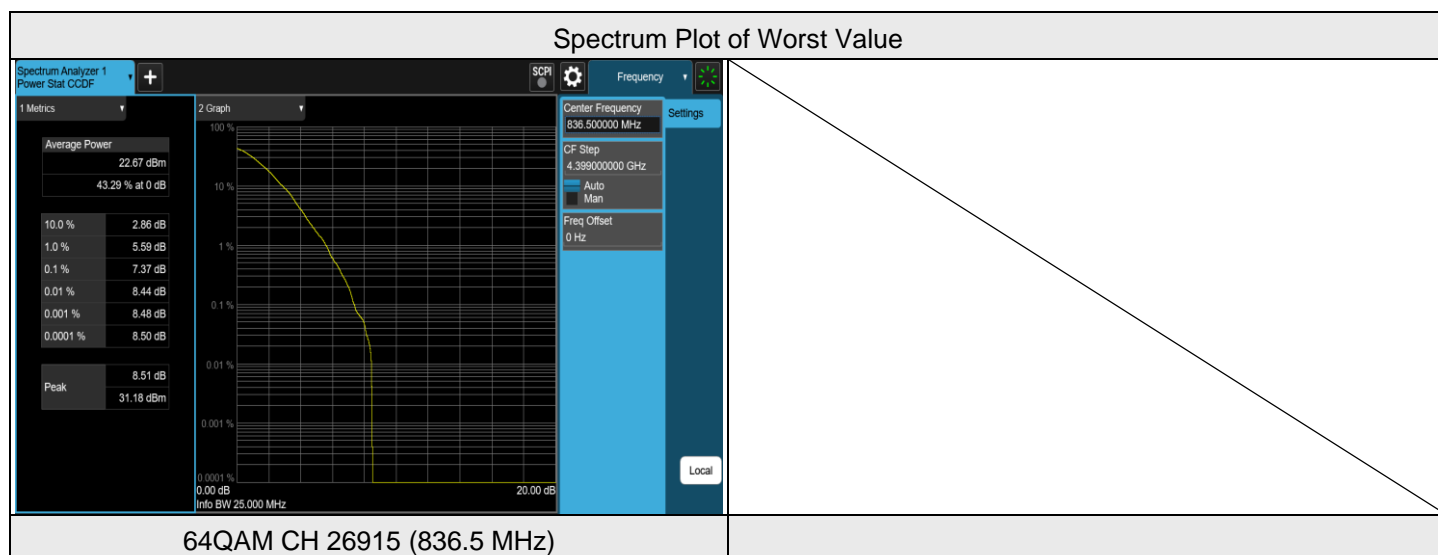 Spectrum Plot of Worst Value
Spectrum Analyzer 1
Power Stat CCDF
SCPI
Frequency
1 Metrics
2 Graph
Average Power
22.67 dBm
43.29 % at 0 dB
10.0 % 2.86 dB
1.0 % 5.59 dB
0.1 % 7.37 dB
0.01 % 8.44 dB
0.001 % 8.48 dB
0.0001 % 8.50 dB
Peak 8.51 dB
31.18 dBm
100 %
10 %
1 %
0.1 %
0.01 %
0.001 %
0.0001 %
0.00 dB
20.00 dB
Info BW 25.000 MHz
Center Frequency
836.500000 MHz
Settings
CF Step
4.399000000 GHz
Auto
Man
Freq Offset
0 Hz
Local
64QAM CH 26915 (836.5 MHz)